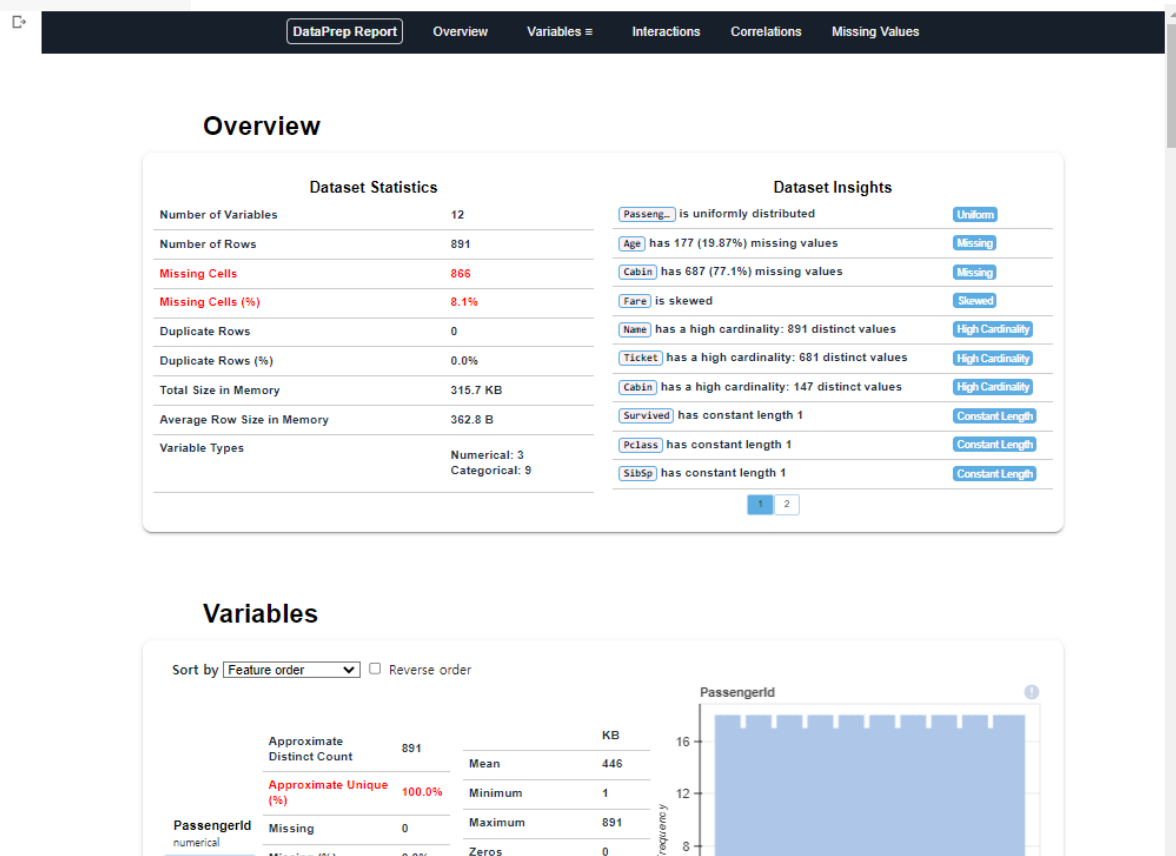 DataPrep Report Overview Variables ≡ Interactions Correlations Missing Values
Overview
Dataset Statistics
Number of Variables 12
Number of Rows 891
Missing Cells 866
Missing Cells (%) 8.1%
Duplicate Rows 0
Duplicate Rows (%) 0.0%
Total Size in Memory 315.7 KB
Average Row Size in Memory 362.8 B
Variable Types Numerical: 3
Categorical: 9
Dataset Insights
Passeng… is uniformly distributed Uniform
Age has 177 (19.87%) missing values Missing
Cabin has 687 (77.1%) missing values Missing
Fare is skewed Skewed
Name has a high cardinality: 891 distinct values High Cardinality
Ticket has a high cardinality: 681 distinct values High Cardinality
Cabin has a high cardinality: 147 distinct values High Cardinality
Survived has constant length 1 Constant Length
Pclass has constant length 1 Constant Length
SibSp has constant length 1 Constant Length
1 2
Variables
Sort by Feature order Reverse order
PassengerId
numerical
Approximate
Distinct Count 891
Approximate Unique
(%) 100.0%
Missing 0
KB
Mean 446
Minimum 1
Maximum 891
Zeros 0
PassengerId
!
16
12
8